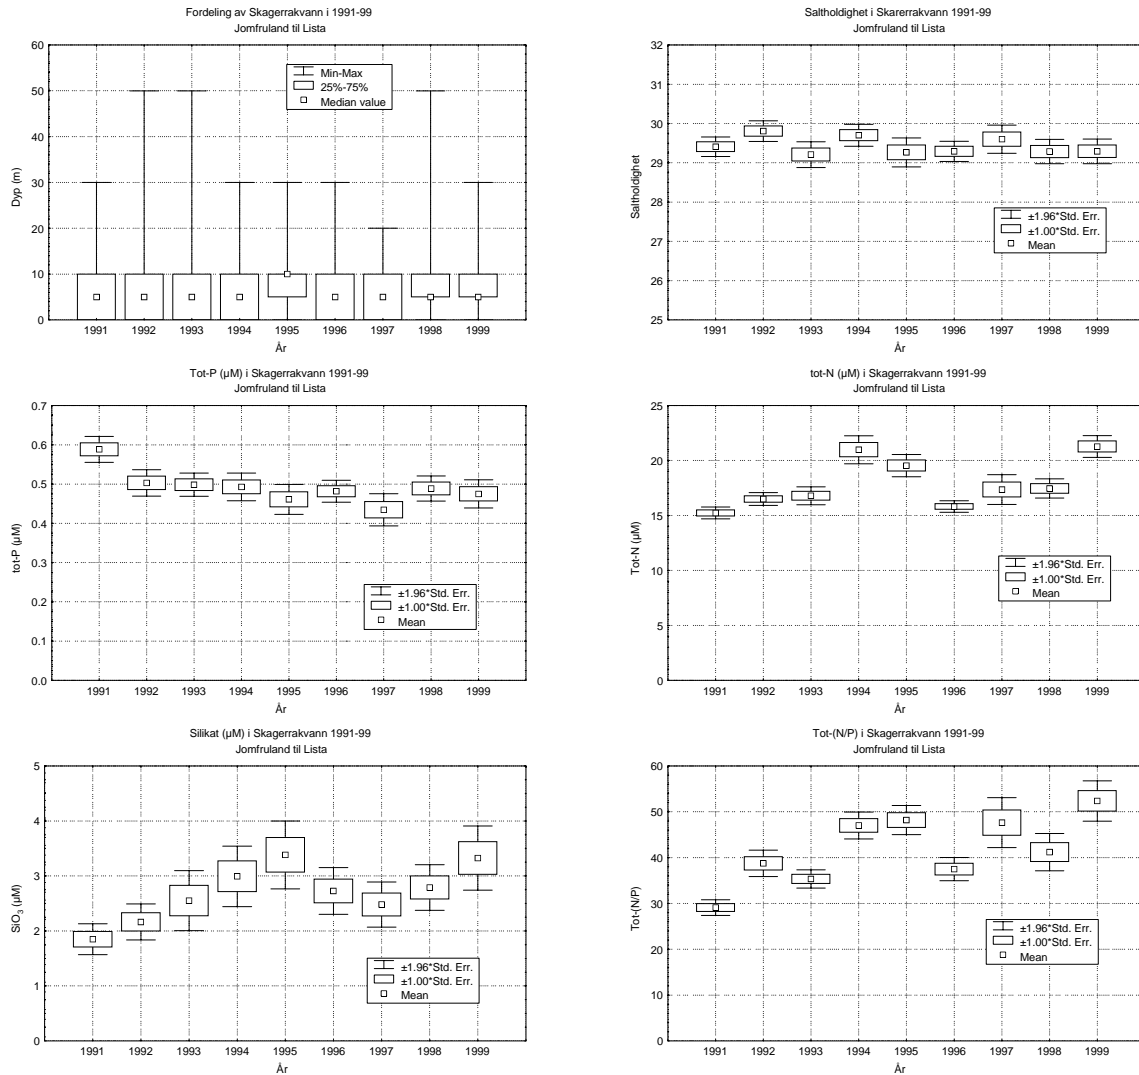 Fordeling av Skagerrakvann i 1991-99
Jomfruland til Lista
60
50
40
30
20
10
0
Dyp (m)
Min-Max
25%-75%
Median value
1991 1992 1993 1994 1995 1996 1997 1998 1999
År
Saltholdighet i Skarerrakvann 1991-99
Jomfruland til Lista
32
31
30
29
28
27
26
25
Saltholdighet
±1.96*Std. Err.
±1.00*Std. Err.
Mean
1991 1992 1993 1994 1995 1996 1997 1998 1999
År
Tot-P (µM) i Skagerrakvann 1991-99
Jomfruland til Lista
0.7
0.6
0.5
0.4
0.3
0.2
0.1
0.0
tot-P (µM)
±1.96*Std. Err.
±1.00*Std. Err.
Mean
1991 1992 1993 1994 1995 1996 1997 1998 1999
År
tot-N (µM) i Skagerrakvann 1991-99
Jomfruland til Lista
25
20
15
10
5
0
Tot-N (µM)
±1.96*Std. Err.
±1.00*Std. Err.
Mean
1991 1992 1993 1994 1995 1996 1997 1998 1999
År
Silikat (µM) i Skagerrakvann 1991-99
Jomfruland til Lista
5
4
3
2
1
0
SIO₃ (µM)
±1.96*Std. Err.
±1.00*Std. Err.
Mean
1991 1992 1993 1994 1995 1996 1997 1998 1999
År
Tot-(N/P) i Skagerrakvann 1991-99
Jomfruland til Lista
60
50
40
30
20
10
0
Tot-(N/P)
±1.96*Std. Err.
±1.00*Std. Err.
Mean
1991 1992 1993 1994 1995 1996 1997 1998 1999
År